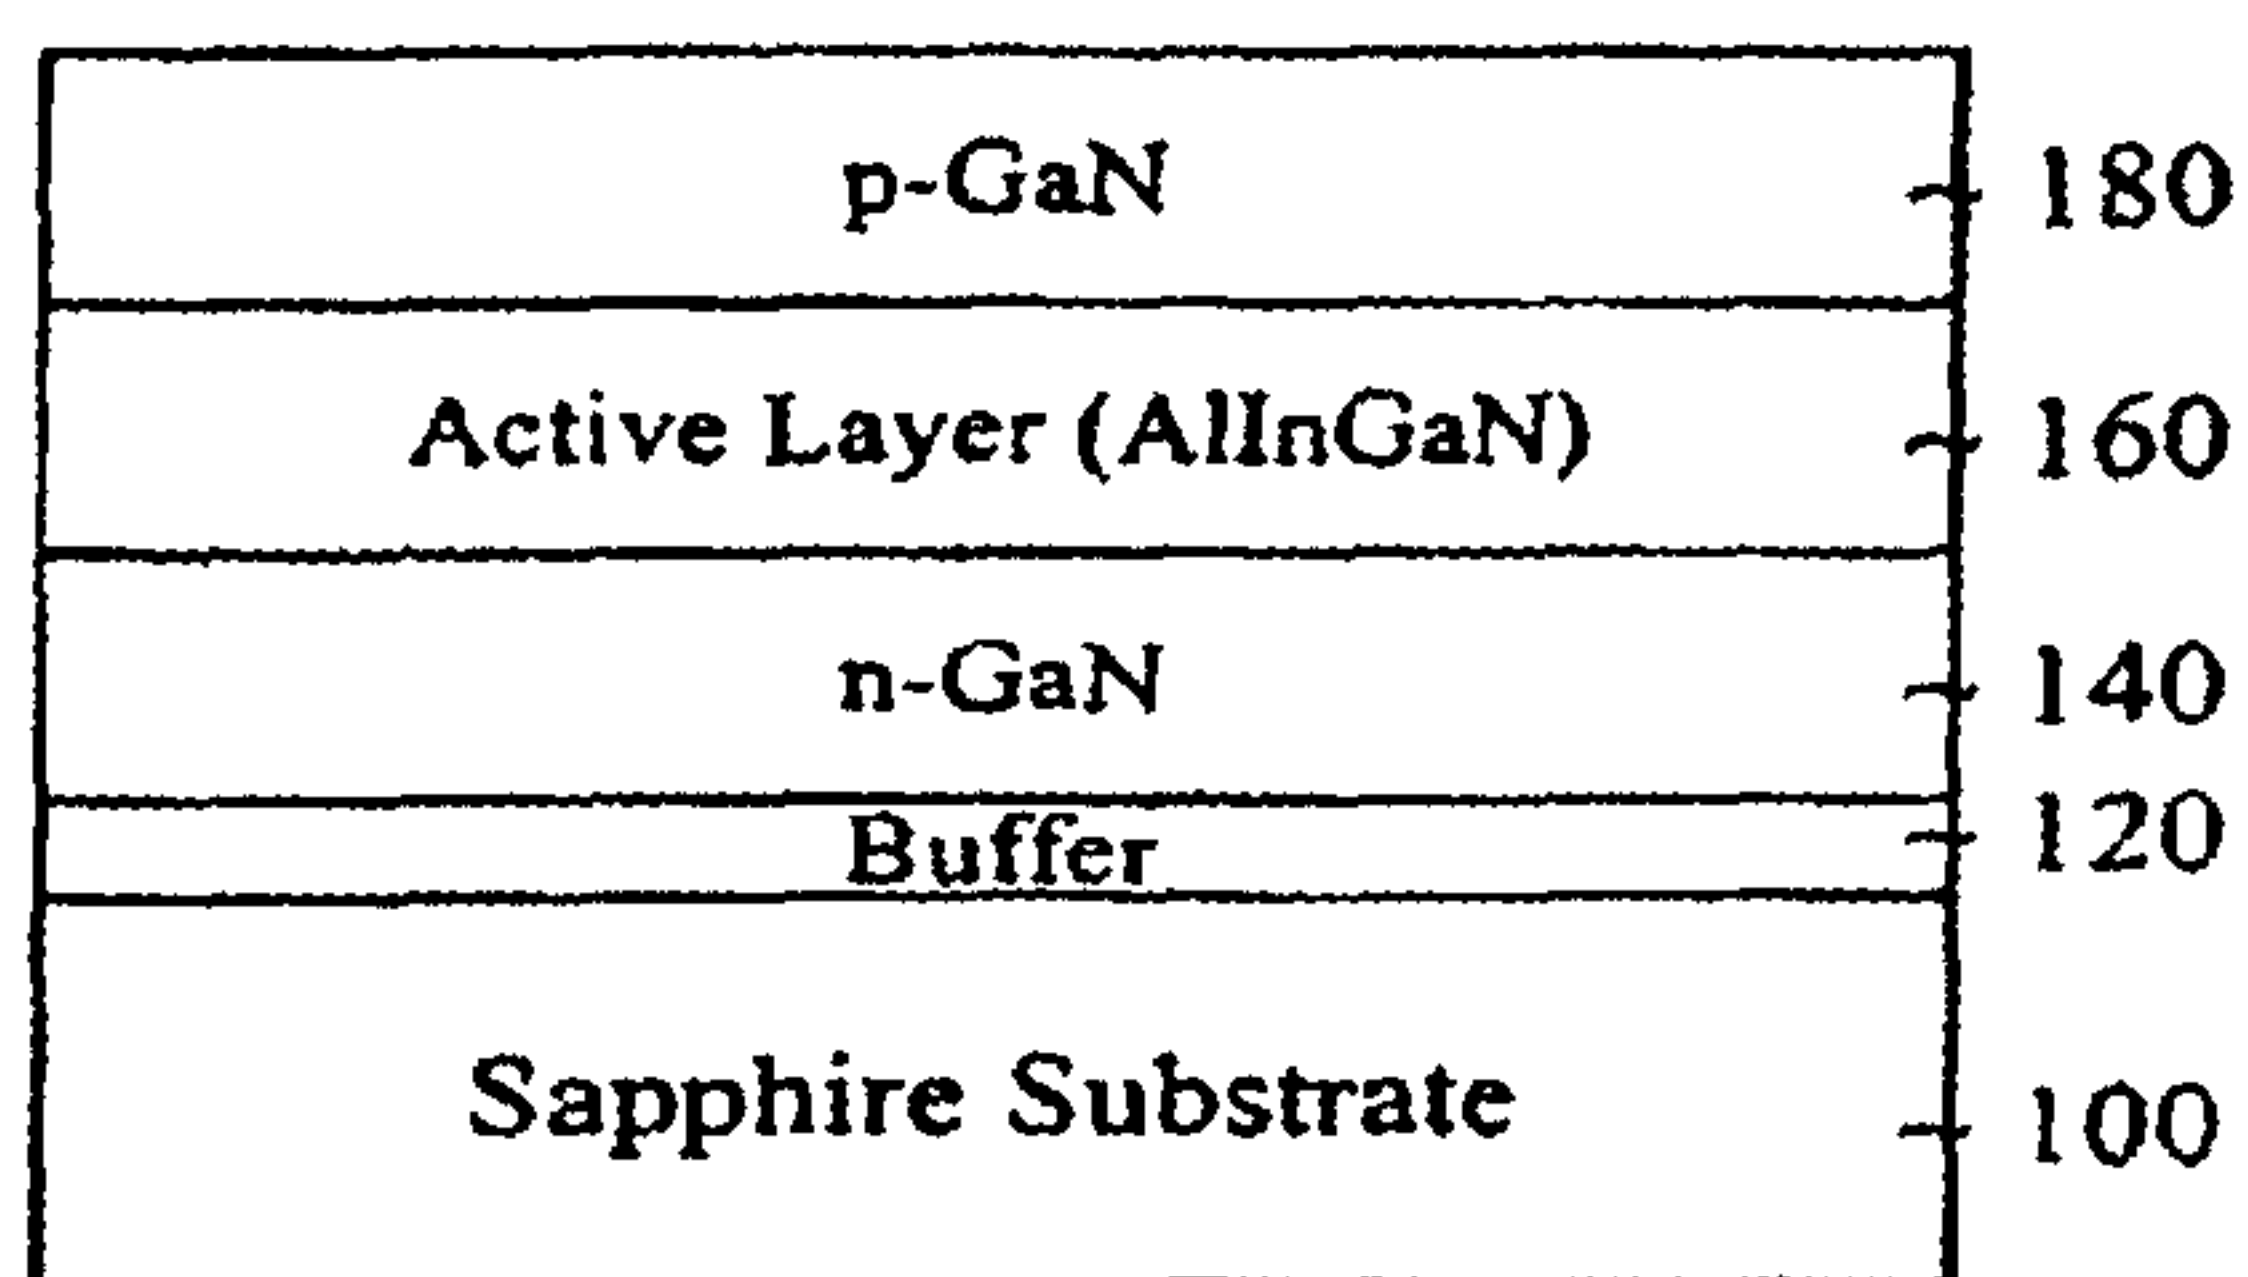 p-GaN 180
Active Layer (AlInGaN) 160
n-GaN 140
Buffer 120
Sapphire Substrate 100